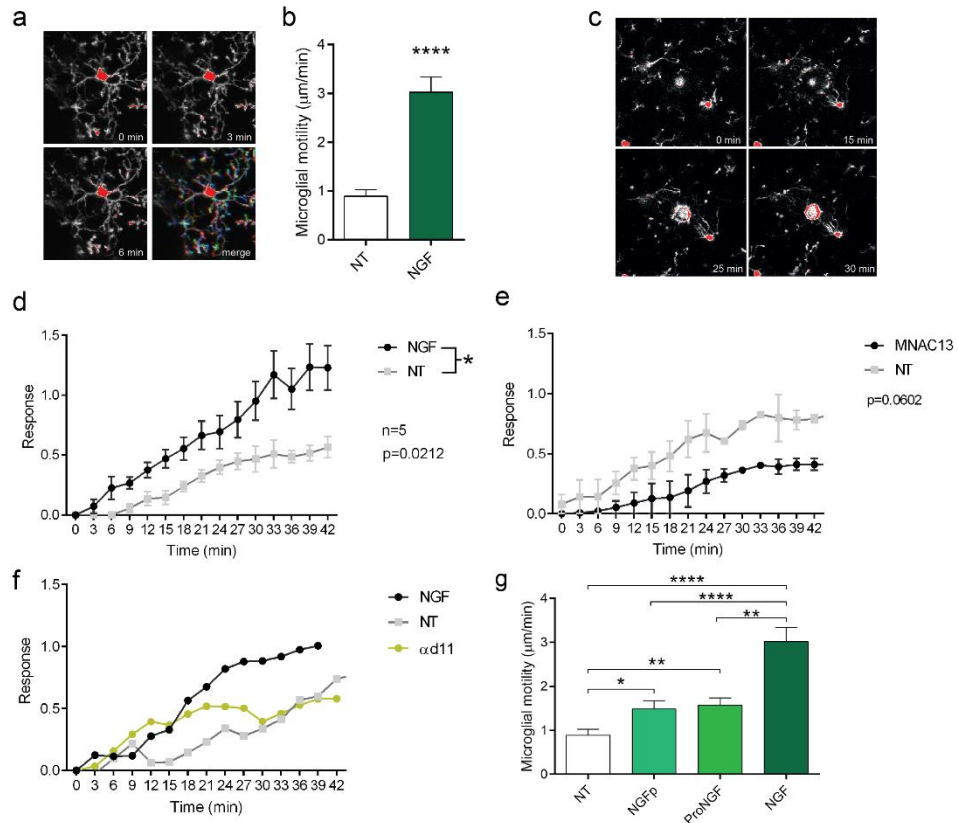 a
0 min
3 min
6 min
merge
b
Microglial motility (μm/min)
4
3
2
1
0
****
NT
NGF
c
0 min
15 min
25 min
30 min
d
Response
1.5
1.0
0.5
0.0
0 3 6 9 12 15 18 21 24 27 30 33 36 39 42
Time (min)
NGF
NT
*
n=5
p=0.0212
e
Response
1.5
1.0
0.5
0.0
0 3 6 9 12 15 18 21 24 27 30 33 36 39 42
Time (min)
MNAC13
NT
p=0.0602
f
Response
1.5
1.0
0.5
0.0
0 3 6 9 12 15 18 21 24 27 30 33 36 39 42
Time (min)
NGF
NT
αd11
g
Microglial motility (μm/min)
4
3
2
1
0
****
****
**
**
*
NT
NGFp
ProNGF
NGF